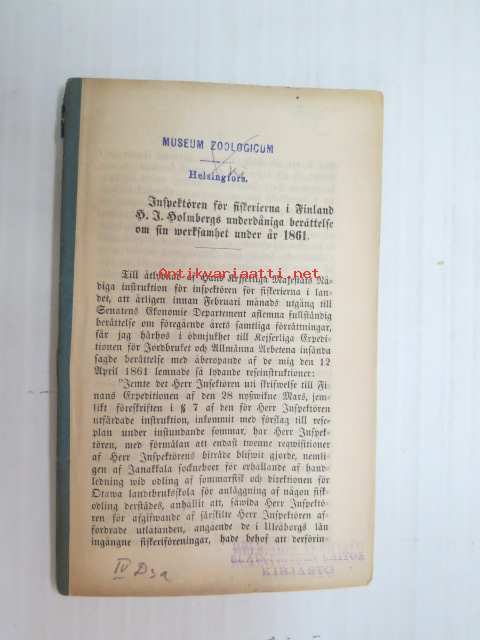 MUSEUM ZOOLOGICUM
Helsingfors.
Inspektören för fiskerierna i Finland
H. J. Holmbergs underdåniga berättelse
om sin werksamhet under år 1861.
Antikvariaatti.net
Till åtlydnad af Hans Kejserliga Majestäts Nå-
diga instruktion för inspektören för fiskerierna i lan-
det, att årligen innan Februari månads utgång till
Senatens Ekonomie Departement aflemna fullständig
berättelse om föregående årets samtliga förrättningar,
får jag härhos i ödmjukhet till Kejserliga Expedi-
tionen för Jordbruket och Allmänna Arbetena insända
sagde berättelse med åberopande af de mig den 12
April 1861 lemnade så lydande reseinstruktioner:
"Jemte det Herr Insektören uti skrifwelse till Fi-
nans Expeditionen af den 28 nyswikne Mars, jem-
likt föreskriften i § 7 af den för Herr Inspektören
utfärdade instruktion, inkommit med förslag till rese-
plan under instundande sommar, har Herr Inspek-
tören, med förmälan att endast twenne reqwisitioner
af Herr Inspektörens biträde bliswit gjorde, nemli-
gen af Janakkala sockneboer för erhållande af hand-
ledning wid odling af sommarfisk och direktionen för
Otawa landtbruksskola för anläggning af någon fisk-
odling derstädes, anhållit att, såwida Herr Inspektö-
ren för afgifwande af särskilte Herr Inspektören af-
fordrade utlåtanden, angående de i Uleåborgs län
ingångne fiskeriföreningar, hade behof att derförin-
KIRJASTO
IV Dsa